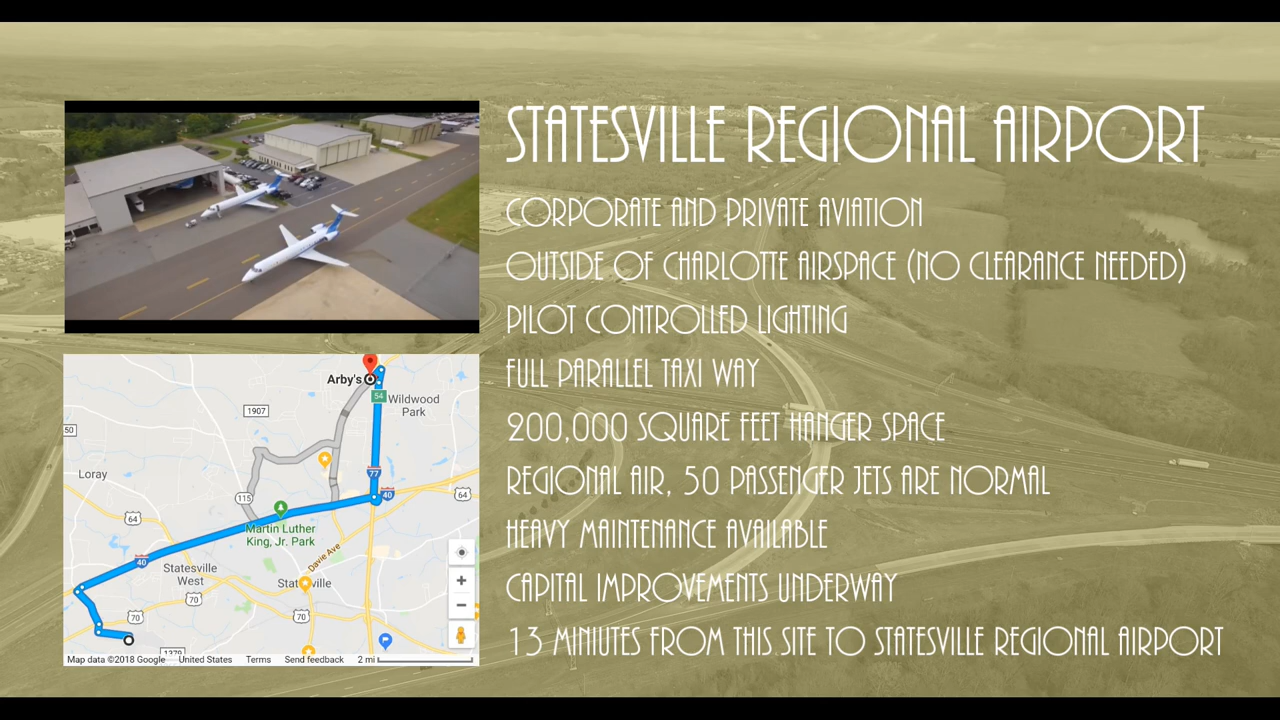 STATESVILLE REGIONAL AIRPORT
CORPORATE AND PRIVATE AVIATION
OUTSIDE OF CHARLOTTE AIRSPACE (NO CLEARANCE NEEDED)
PILOT CONTROLLED LIGHTING
FULL PARALLEL TAXI WAY
200,000 SQUARE FEET HANGER SPACE
REGIONAL AIR, 50 PASSENGER JETS ARE NORMAL
HEAVY MAINTENANCE AVAILABLE
CAPITAL IMPROVEMENTS UNDERWAY
13 MINIUTES FROM THIS SITE TO STATESVILLE REGIONAL AIRPORT
Arby's
54
Wildwood
Park
1907
50
Loray
77
115
40
64
64
Martin Luther
King, Jr. Park
40
Davie Ave
Statesville
West
70
70
70
1379
Map data ©2018 Google United States Terms Send feedback 2 mi